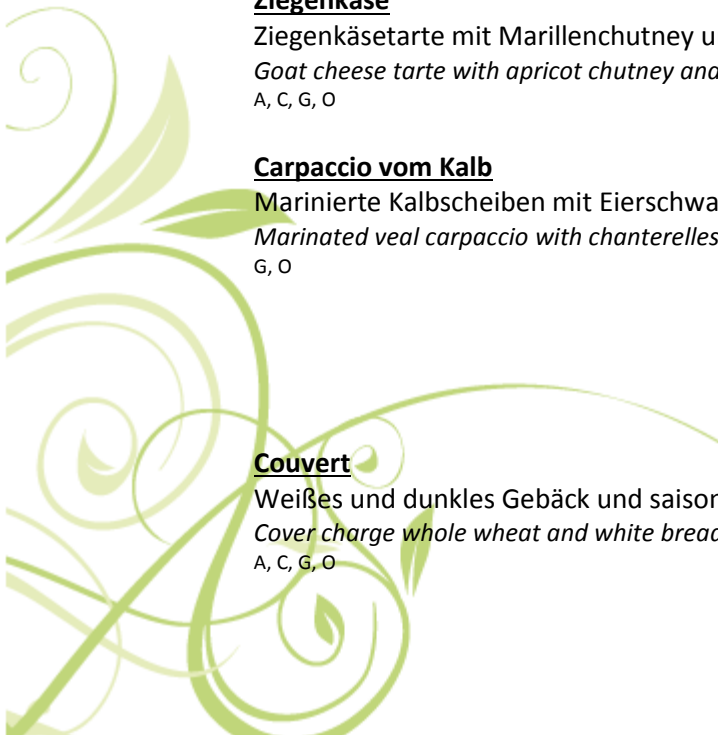 Ziegenkäse
Ziegenkäsetarte mit Marillenchutney u
Goat cheese tarte with apricot chutney and
A, C, G, O
Carpaccio vom Kalb
Marinierte Kalbscheiben mit Eierschwa
Marinated veal carpaccio with chanterelles
G, O
Couvert
Weißes und dunkles Gebäck und saison
Cover charge whole wheat and white bread
A, C, G, O